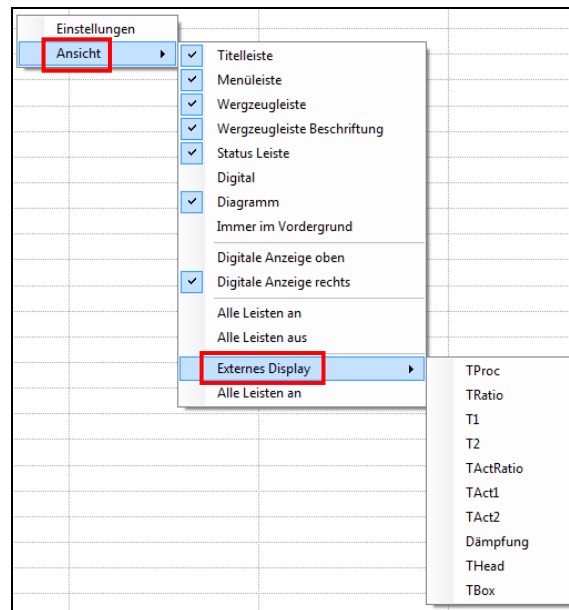 Einstellungen
Ansicht
Titelleiste
Menüleiste
Wergzeugleiste
Wergzeugleiste Beschriftung
Status Leiste
Digital
Diagramm
Immer im Vordergrund
Digitale Anzeige oben
Digitale Anzeige rechts
Alle Leisten an
Alle Leisten aus
Externes Display
Alle Leisten an
TProc
TRatio
T1
T2
TActRatio
TAct1
TAct2
Dämpfung
THead
TBox